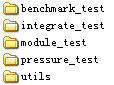 benchmark_test
integrate_test
module_test
pressure_test
utils